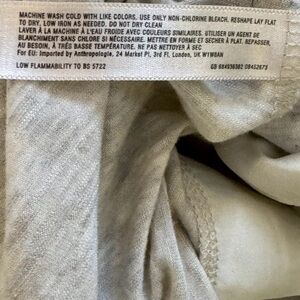 MACHINE WASH COLD WITH LIKE COLORS. USE ONLY NON-CHLORINE BLEACH. RESHAPE LAY FLAT
TO DRY. LOW IRON AS NEEDED. DO NOT DRY CLEAN
LAVER À LA MACHINE À L'EAU FROIDE AVEC COULEURS SIMILAIRES. UTILISER UN AGENT DE
BLANCHIMENT SANS CHLORE SI NÉCESSAIRE. METTRE EN FORME ET SÉCHER À PLAT. REPASSER,
AU BESOIN, À TRÈS BASSE TEMPÉRATURE. NE PAS NETTOYER À SEC
For EU: Imported by Anthropologie. 24 Market Pl, 3rd Fl, London, UK W1W8AN
LOW FLAMMABILITY TO BS 5722
GB